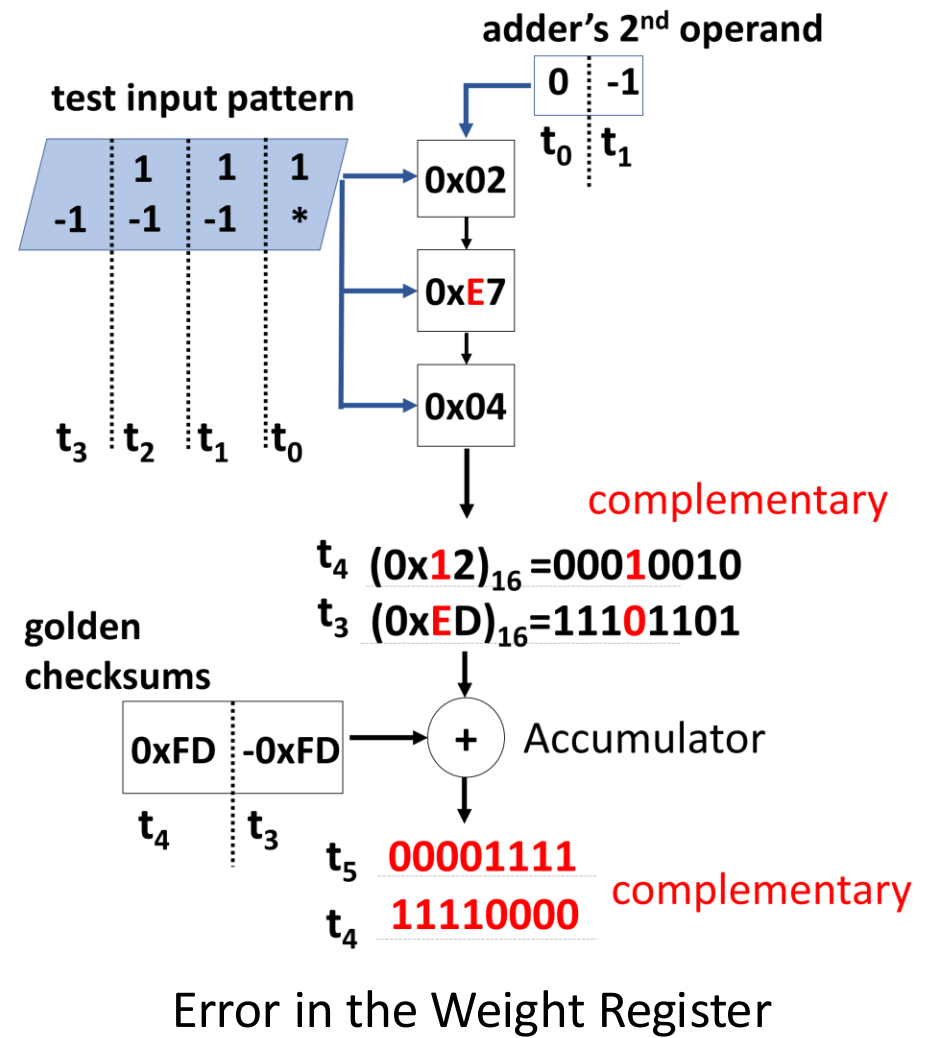 adder's 2nd operand
0 -1
t0 t1
test input pattern
1 1 1
-1 -1 -1 *
t3 t2 t1 t0
0x02
0xE7
0x04
complementary
t4 (0x12)16 =00010010
t3 (0xED)16=11101101
golden
checksums
0xFD -0xFD
t4 t3
+
Accumulator
t5 00001111
t4 11110000
complementary
Error in the Weight Register